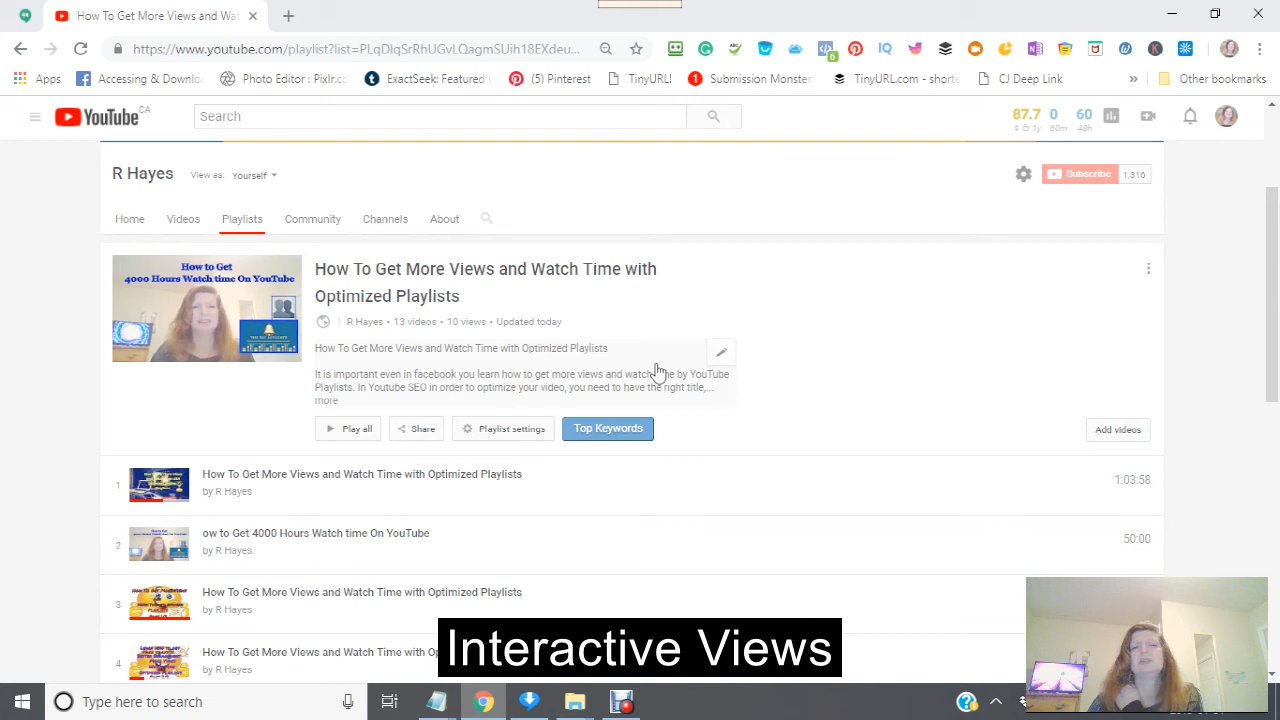 How To Get More Views and Wat
https://www.youtube.com/playlist?list=PLqDlqSrRhUGvLQagmSUih18EXdeu...
6
Apps
Accessing & Downlo
Photo Editor : Pixlr.co
ExactSeek: Featured
(5) Pinterest
TinyURL!
Submission Monster
TinyURL.com - shorte
CJ Deep Link
»
Other bookmarks
YouTube CA
Search
87.7 0 60
1y 60m 48h
R Hayes
View as: Yourself
Subscribe 1,316
Home Videos Playlists Community Channels About
How to Get
4000 Hours Watch time On YouTube
How To Get More Views and Watch Time with
Optimized Playlists
R Hayes • 13 videos • 10 views • Updated today
How To Get More Views and Watch Time with Optimized Playlists
It is important even in facebook you learn how to get more views and watch me by YouTube
Playlists. In Youtube SEO in order to optimize your video, you need to have the right title,...
more
Play all
Share
Playlist settings
Top Keywords
Add videos
1
How To Get More Views and Watch Time with Optimized Playlists
by R Hayes
1:03:58
2
ow to Get 4000 Hours Watch time On YouTube
by R Hayes
50:00
3
How To Get More Views and Watch Time with Optimized Playlists
by R Hayes
4
How To Get More Views and Watch Time with Op
by R Hayes
Interactive Views
Type here to search